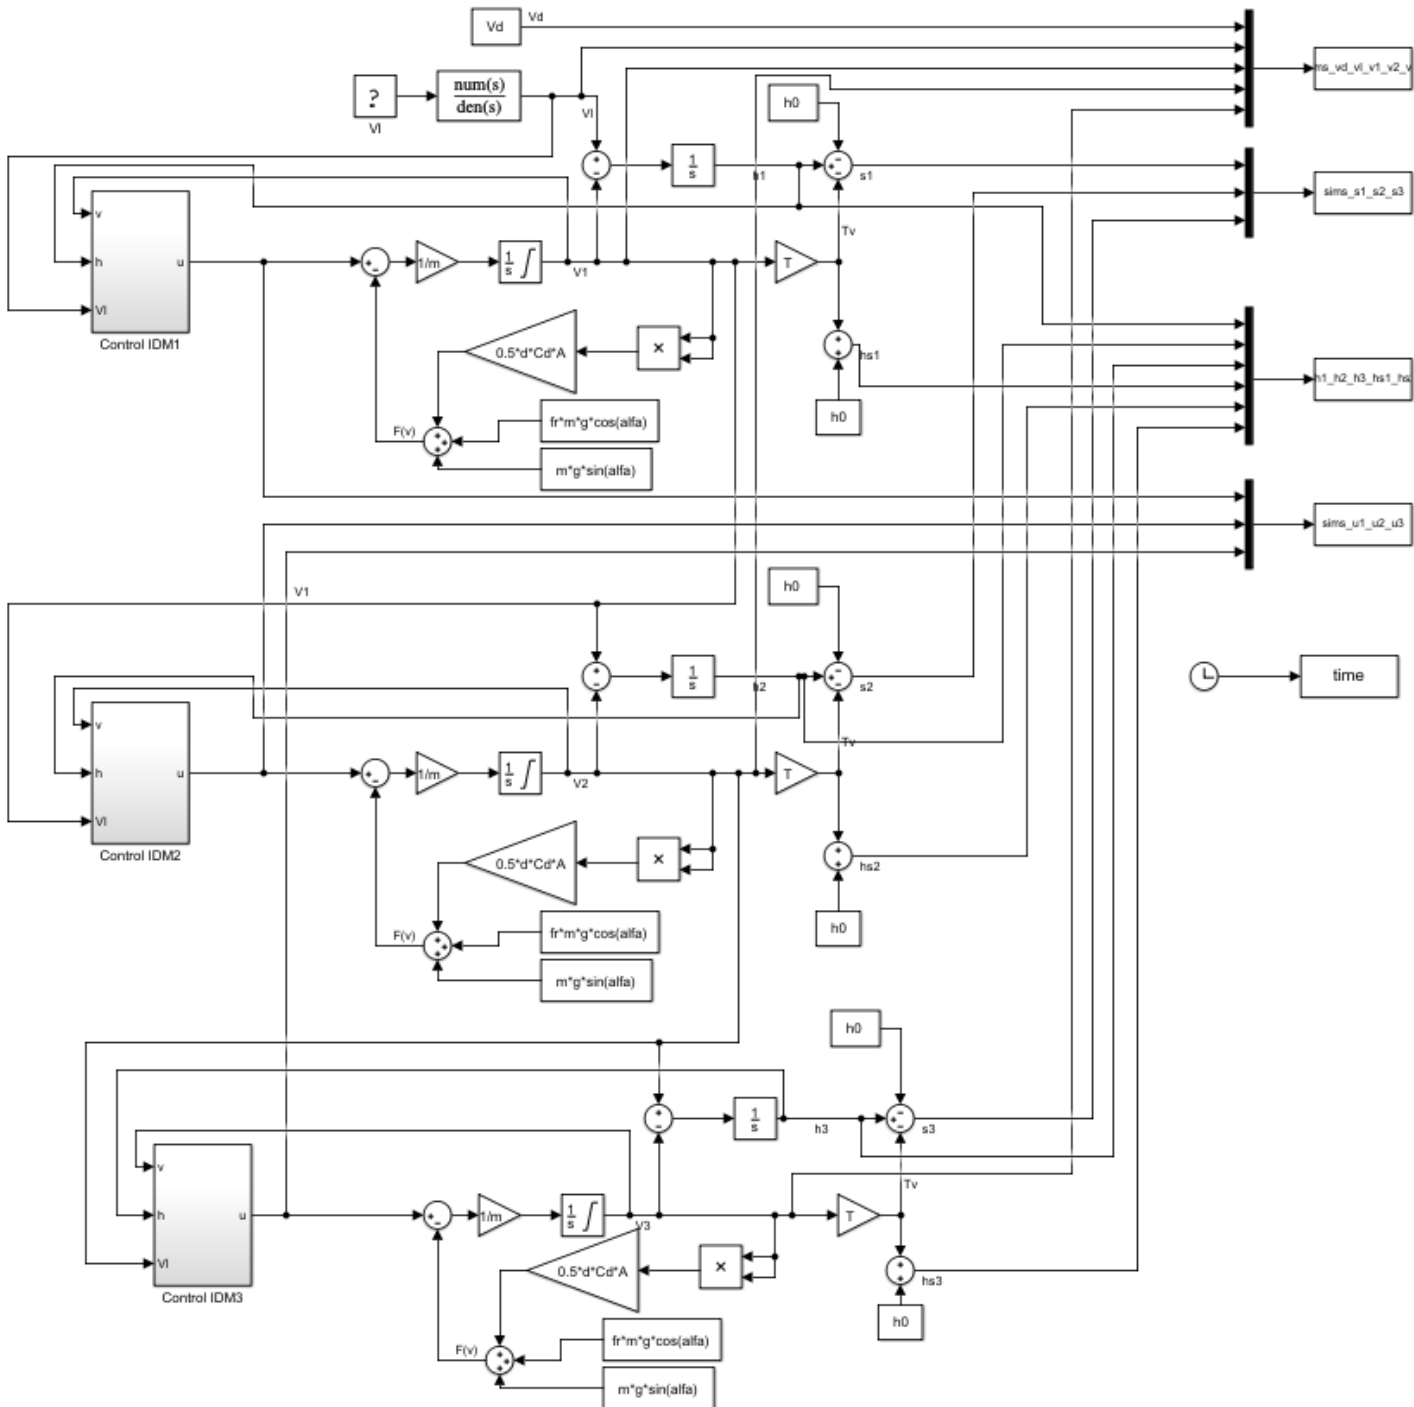 Vd
Vd
ms_vd_vl_v1_v2_v
num(s)
den(s)
?
Vl
Vl
h0
1
s
h1
s1
sims_s1_s2_s3
v
h
u
Vl
Control IDM1
1/m
1
s
V1
T
Tv
0.5*d*Cd*A
×
hs1
h1_h2_h3_hs1_hs
h0
fr*m*g*cos(alfa)
F(v)
m*g*sin(alfa)
sims_u1_u2_u3
V1
h0
1
s
h2
s2
time
v
h
u
Vl
Control IDM2
1/m
1
s
V2
T
Tv
0.5*d*Cd*A
×
hs2
h0
fr*m*g*cos(alfa)
F(v)
m*g*sin(alfa)
h0
1
s
h3
s3
v
h
u
Vl
Control IDM3
1/m
1
s
V3
T
Tv
0.5*d*Cd*A
×
hs3
h0
fr*m*g*cos(alfa)
F(v)
m*g*sin(alfa)